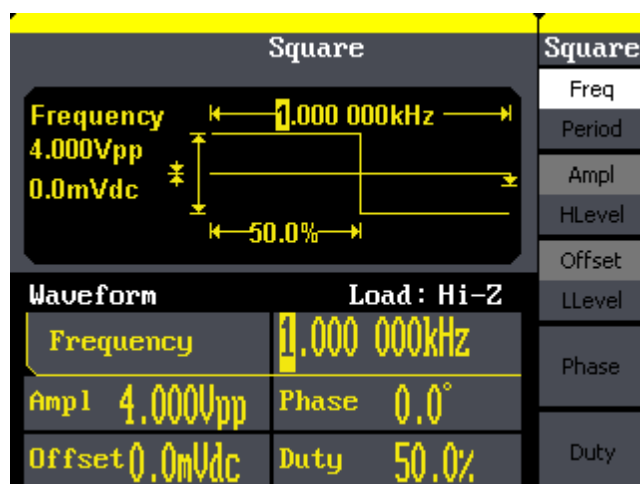 Square
Square
Freq
Period
Ampl
HLevel
Offset
LLevel
Phase
Duty
Frequency
1.000 000kHz
4.000Vpp
0.0mVdc
50.0%
Waveform
Load: Hi-Z
Frequency
1.000 000kHz
Ampl 4.000Vpp
Phase 0.0°
Offset 0.0mVdc
Duty 50.0%